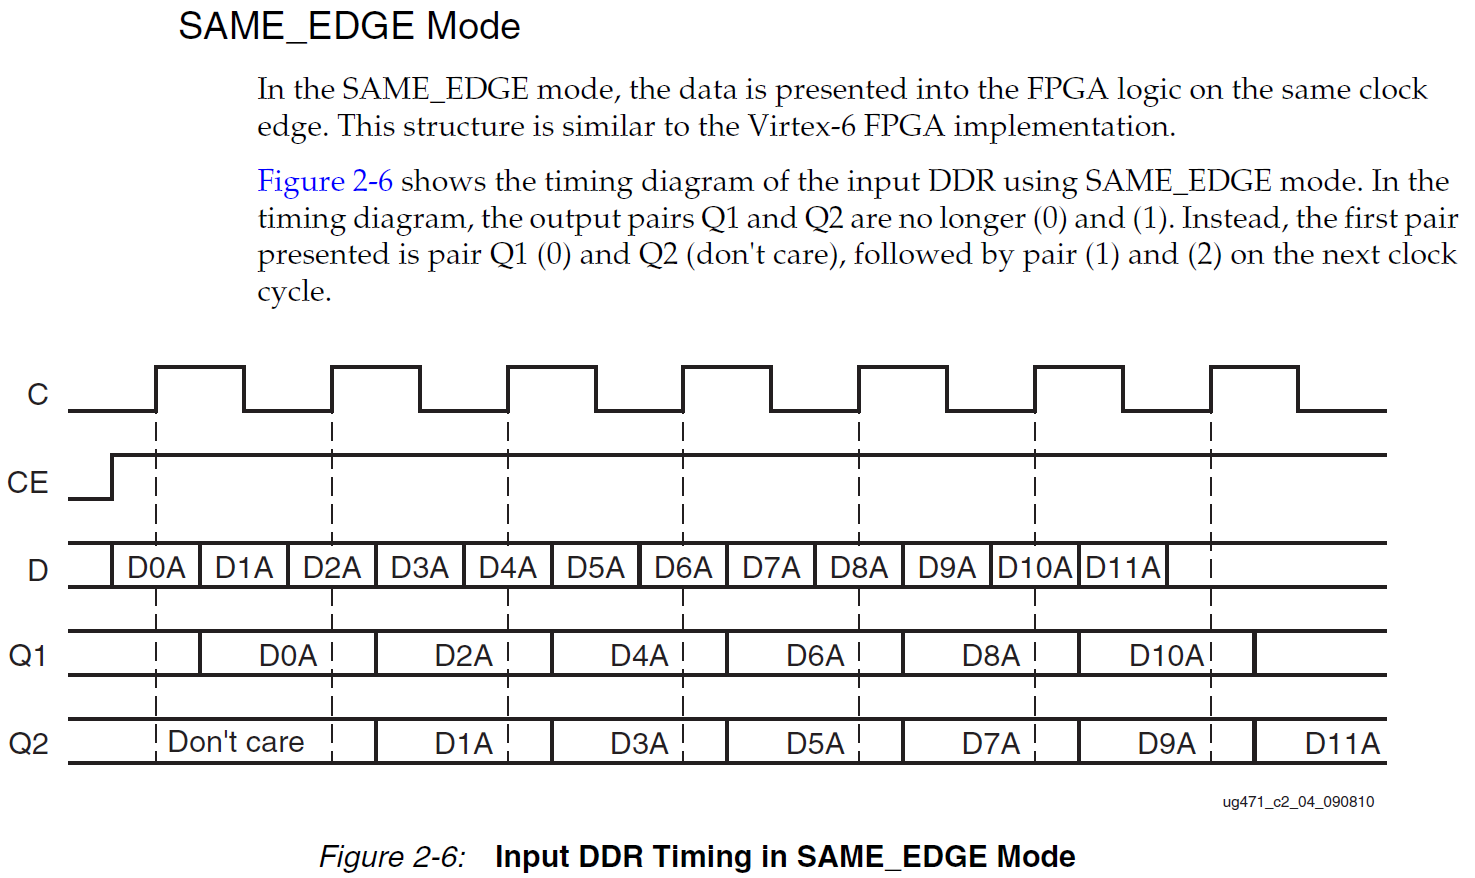 SAME_EDGE Mode
In the SAME_EDGE mode, the data is presented into the FPGA logic on the same clock
edge. This structure is similar to the Virtex-6 FPGA implementation.
Figure 2-6 shows the timing diagram of the input DDR using SAME_EDGE mode. In the
timing diagram, the output pairs Q1 and Q2 are no longer (0) and (1). Instead, the first pair
presented is pair Q1 (0) and Q2 (don't care), followed by pair (1) and (2) on the next clock
cycle.
C
CE
D D0A D1A D2A D3A D4A D5A D6A D7A D8A D9A D10A D11A
Q1 D0A D2A D4A D6A D8A D10A
Q2 Don't care D1A D3A D5A D7A D9A D11A
ug471_c2_04_090810
Figure 2-6: Input DDR Timing in SAME_EDGE Mode